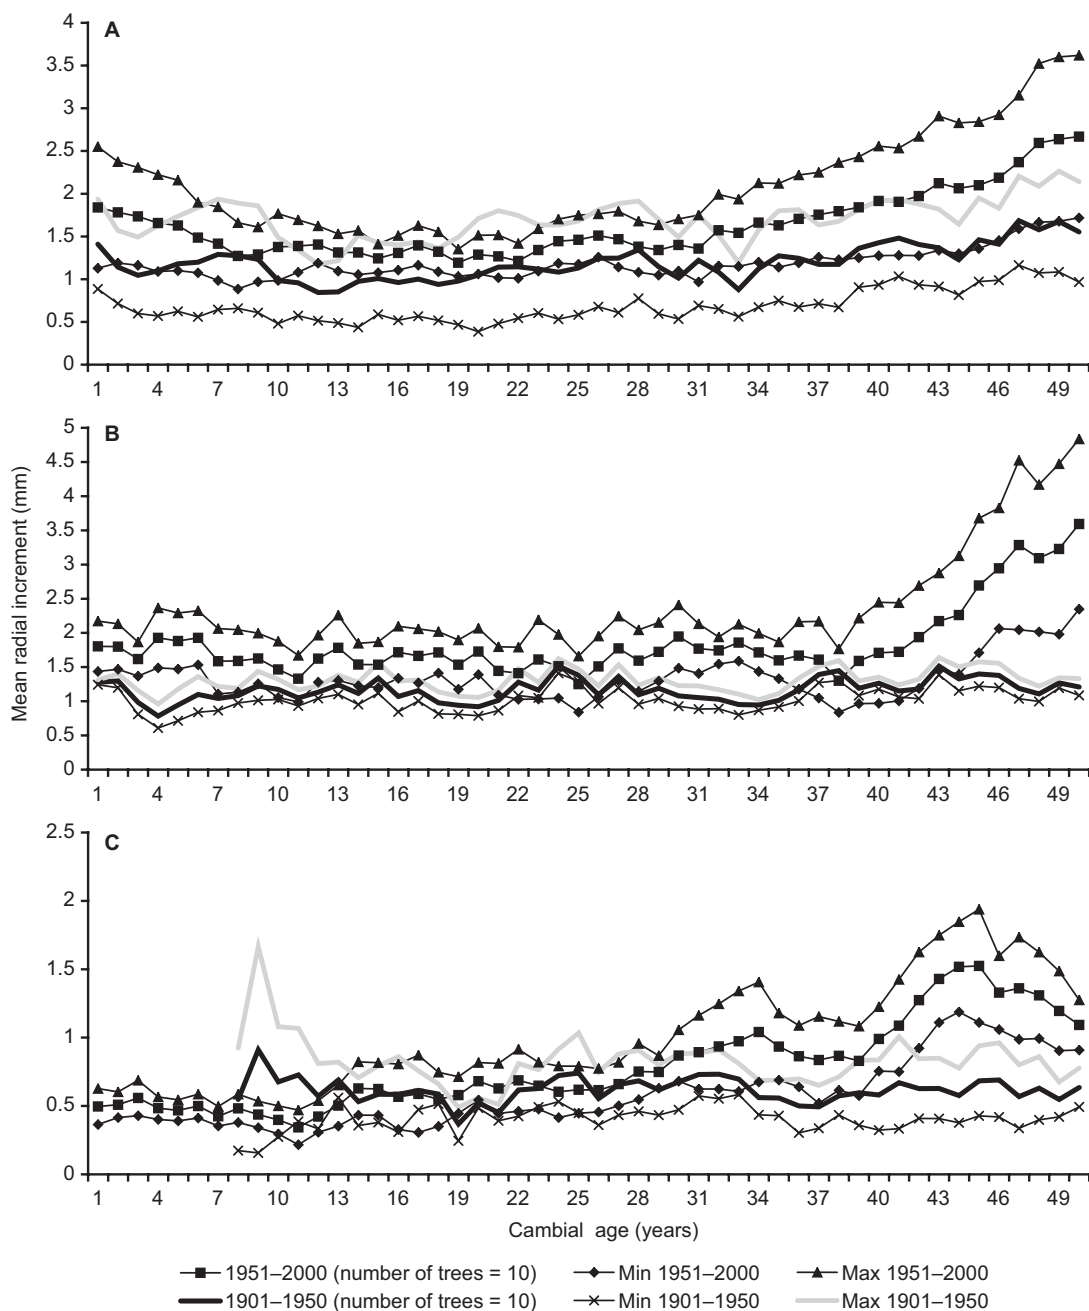 A
4
3.5
3
2.5
2
1.5
1
0.5
0
1 4 7 10 13 16 19 22 25 28 31 34 37 40 43 46 49
B
5
4.5
4
3.5
3
2.5
2
1.5
1
0.5
0
1 4 7 10 13 16 19 22 25 28 31 34 37 40 43 46 49
Mean radial increment (mm)
C
2.5
2
1.5
1
0.5
0
1 4 7 10 13 16 19 22 25 28 31 34 37 40 43 46 49
Cambial age (years)
1951–2000 (number of trees = 10) Min 1951–2000 Max 1951–2000
1901–1950 (number of trees = 10) Min 1901–1950 Max 1901–1950